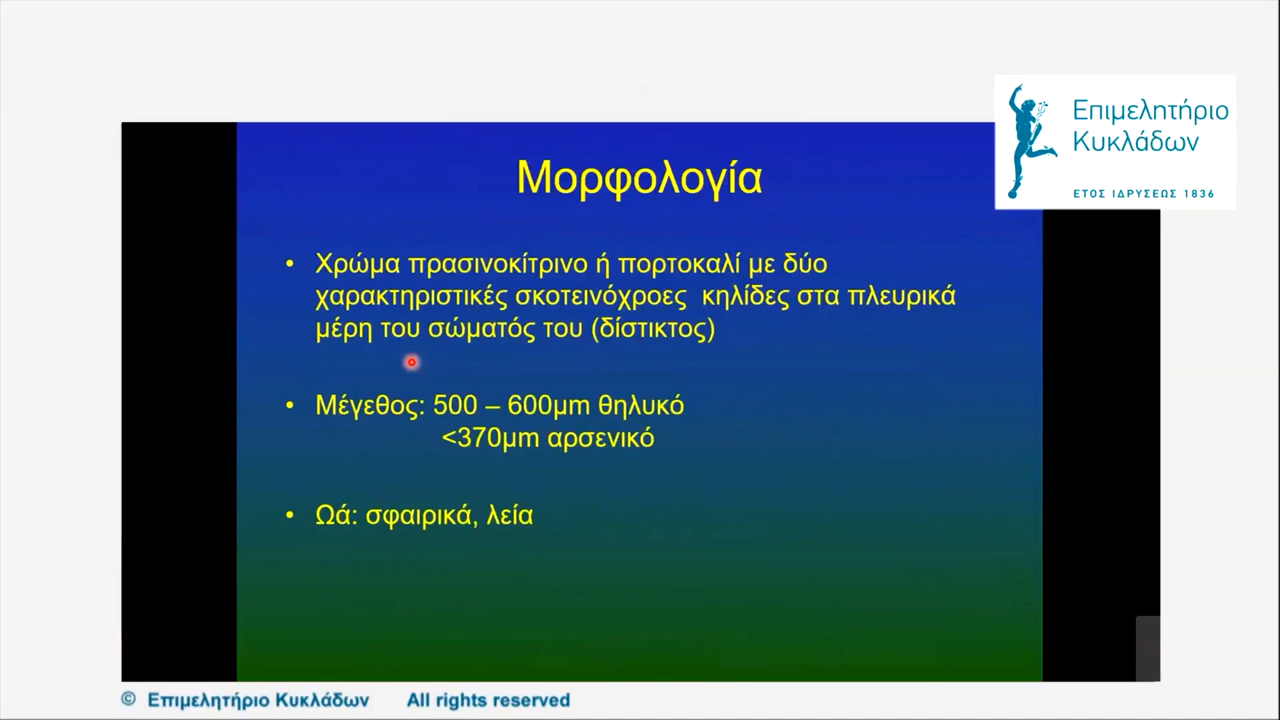 Επιμελητήριο
Κυκλάδων
ΕΤΟΣ ΙΔΡΥΣΕΩΣ 1836
Μορφολογία
• Χρώμα πρασινοκίτρινο ή πορτοκαλί με δύο
χαρακτηριστικές σκοτεινόχροες κηλίδες στα πλευρικά
μέρη του σώματός του (δίστικτος)
• Μέγεθος: 500 – 600μm θηλυκό
<370μm αρσενικό
• Ωά: σφαιρικά, λεία
© Επιμελητήριο Κυκλάδων All rights reserved